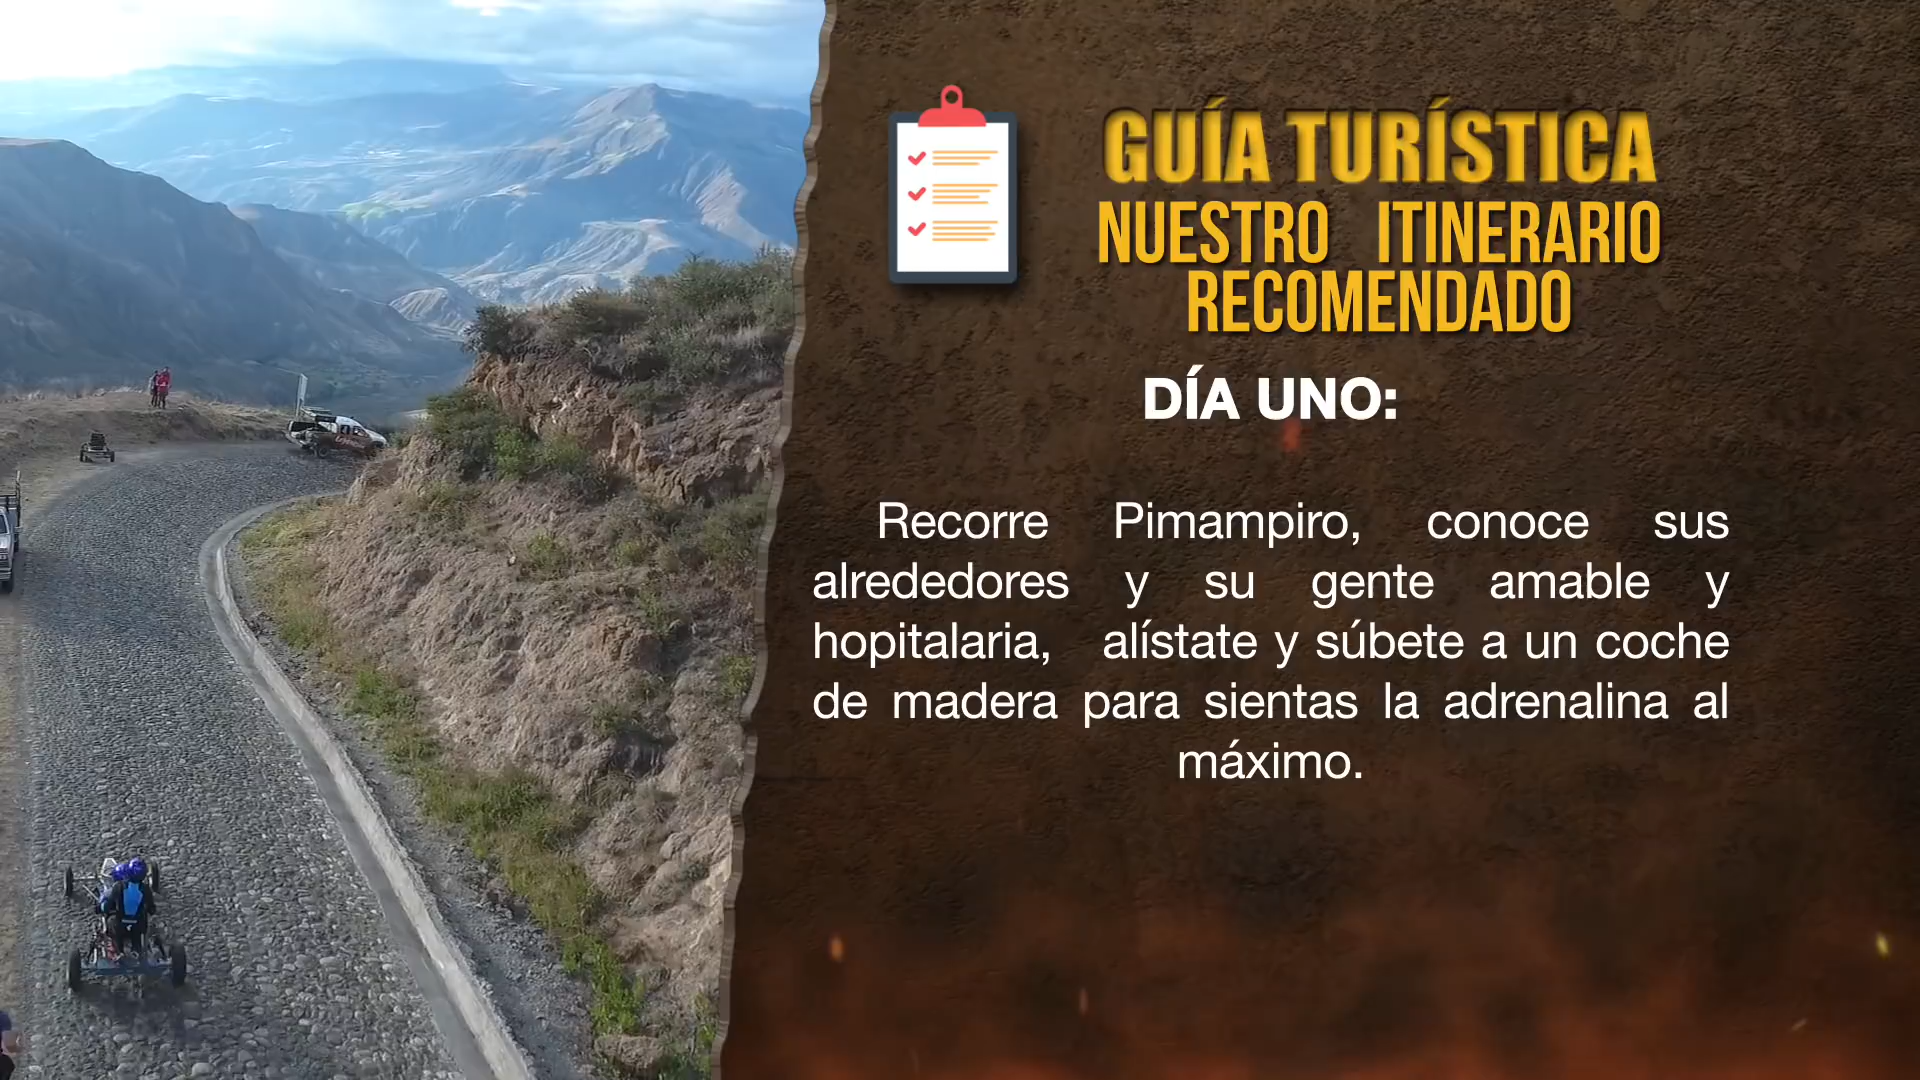 GUÍA TURÍSTICA
NUESTRO ITINERARIO
RECOMENDADO
DÍA UNO:
Recorre Pimampiro, conoce sus
alrededores y su gente amable y
hopitalaria, alístate y súbete a un coche
de madera para sientas la adrenalina al
máximo.